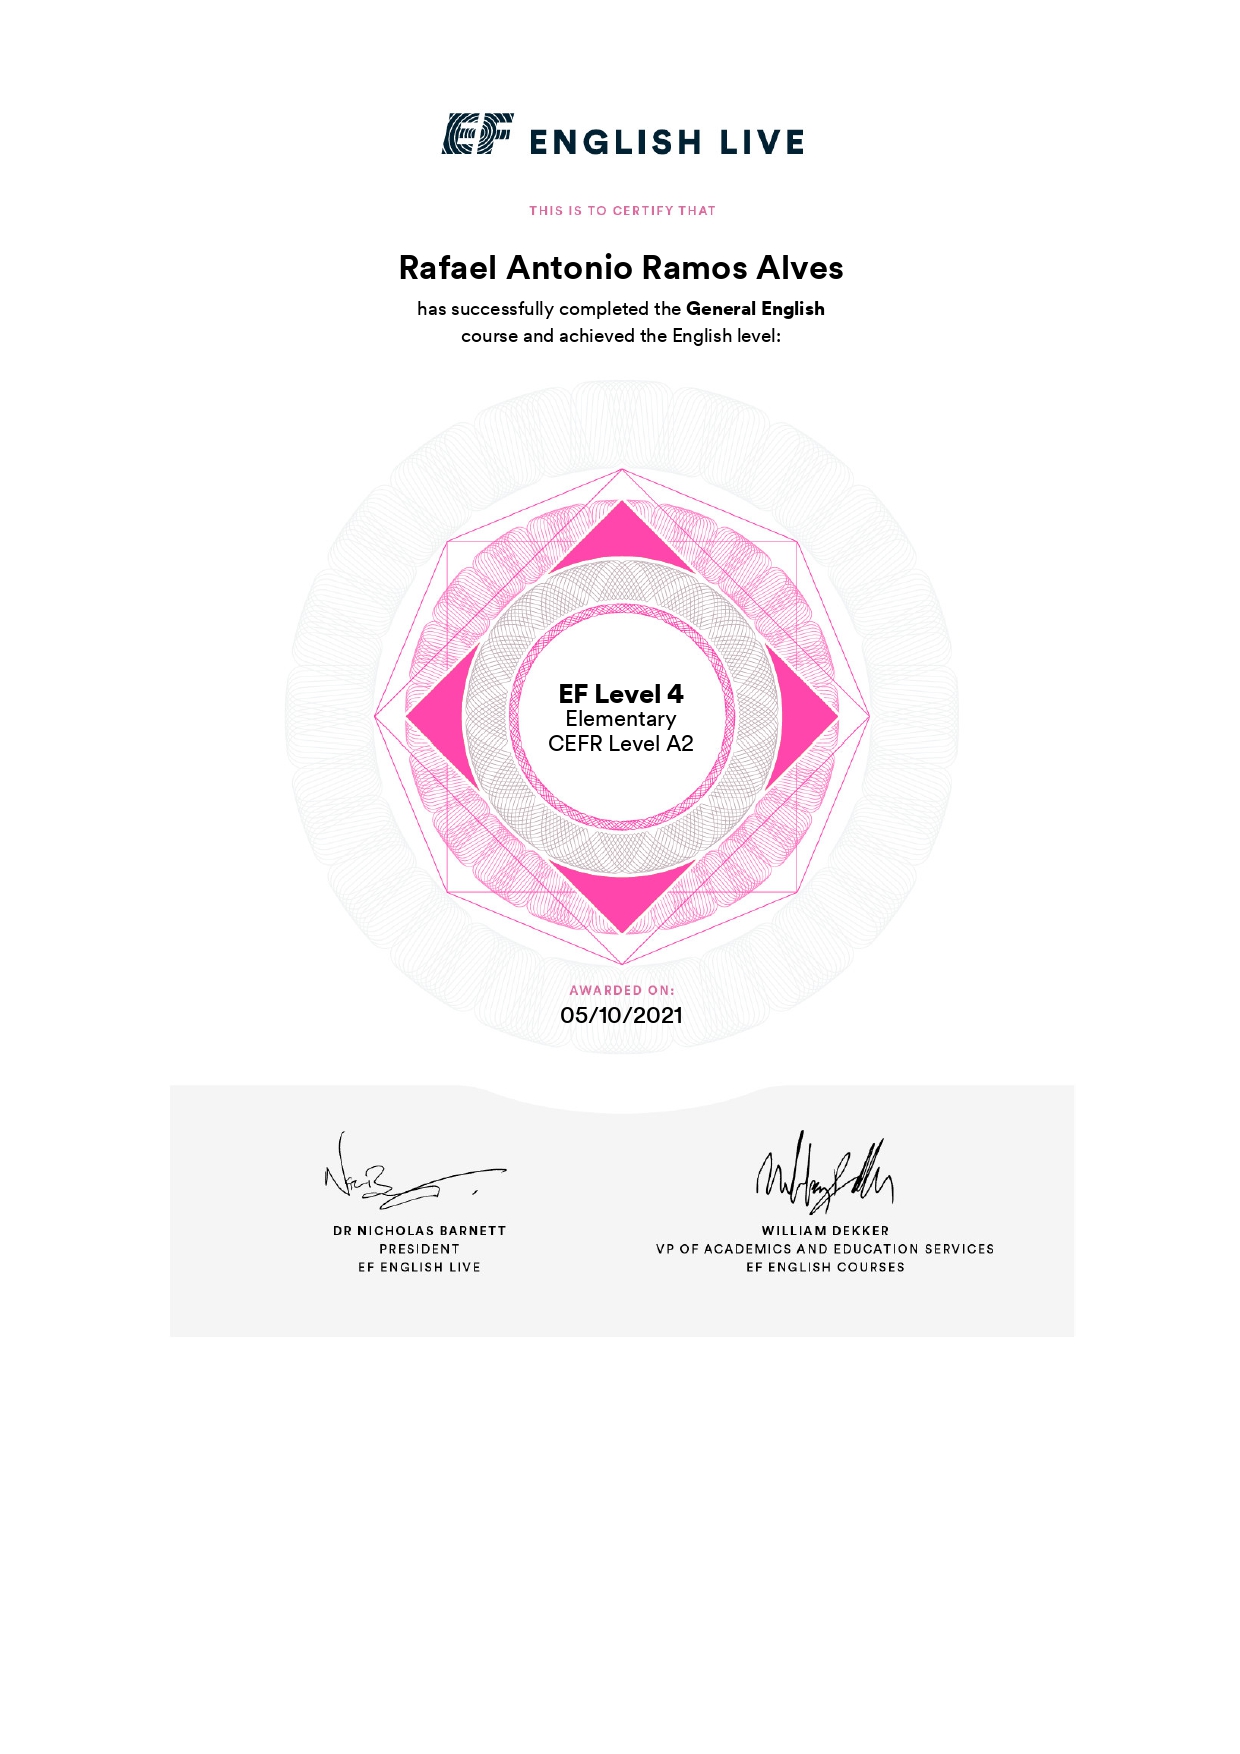 EF ENGLISH LIVE
THIS IS TO CERTIFY THAT
Rafael Antonio Ramos Alves
has successfully completed the General English
course and achieved the English level:
EF Level 4
Elementary
CEFR Level A2
AWARDED ON:
05/10/2021
DR NICHOLAS BARNETT
PRESIDENT
EF ENGLISH LIVE
WILLIAM DEKKER
VP OF ACADEMICS AND EDUCATION SERVICES
EF ENGLISH COURSES